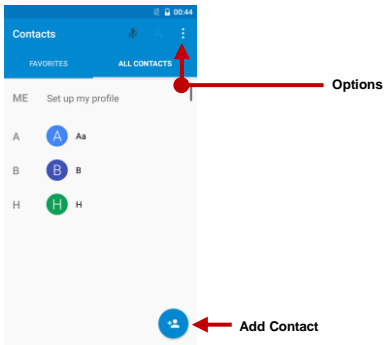 00:44
Contacts
FAVORITES ALL CONTACTS
Options
ME Set up my profile
A A Aa
B B B
H H H
Add Contact